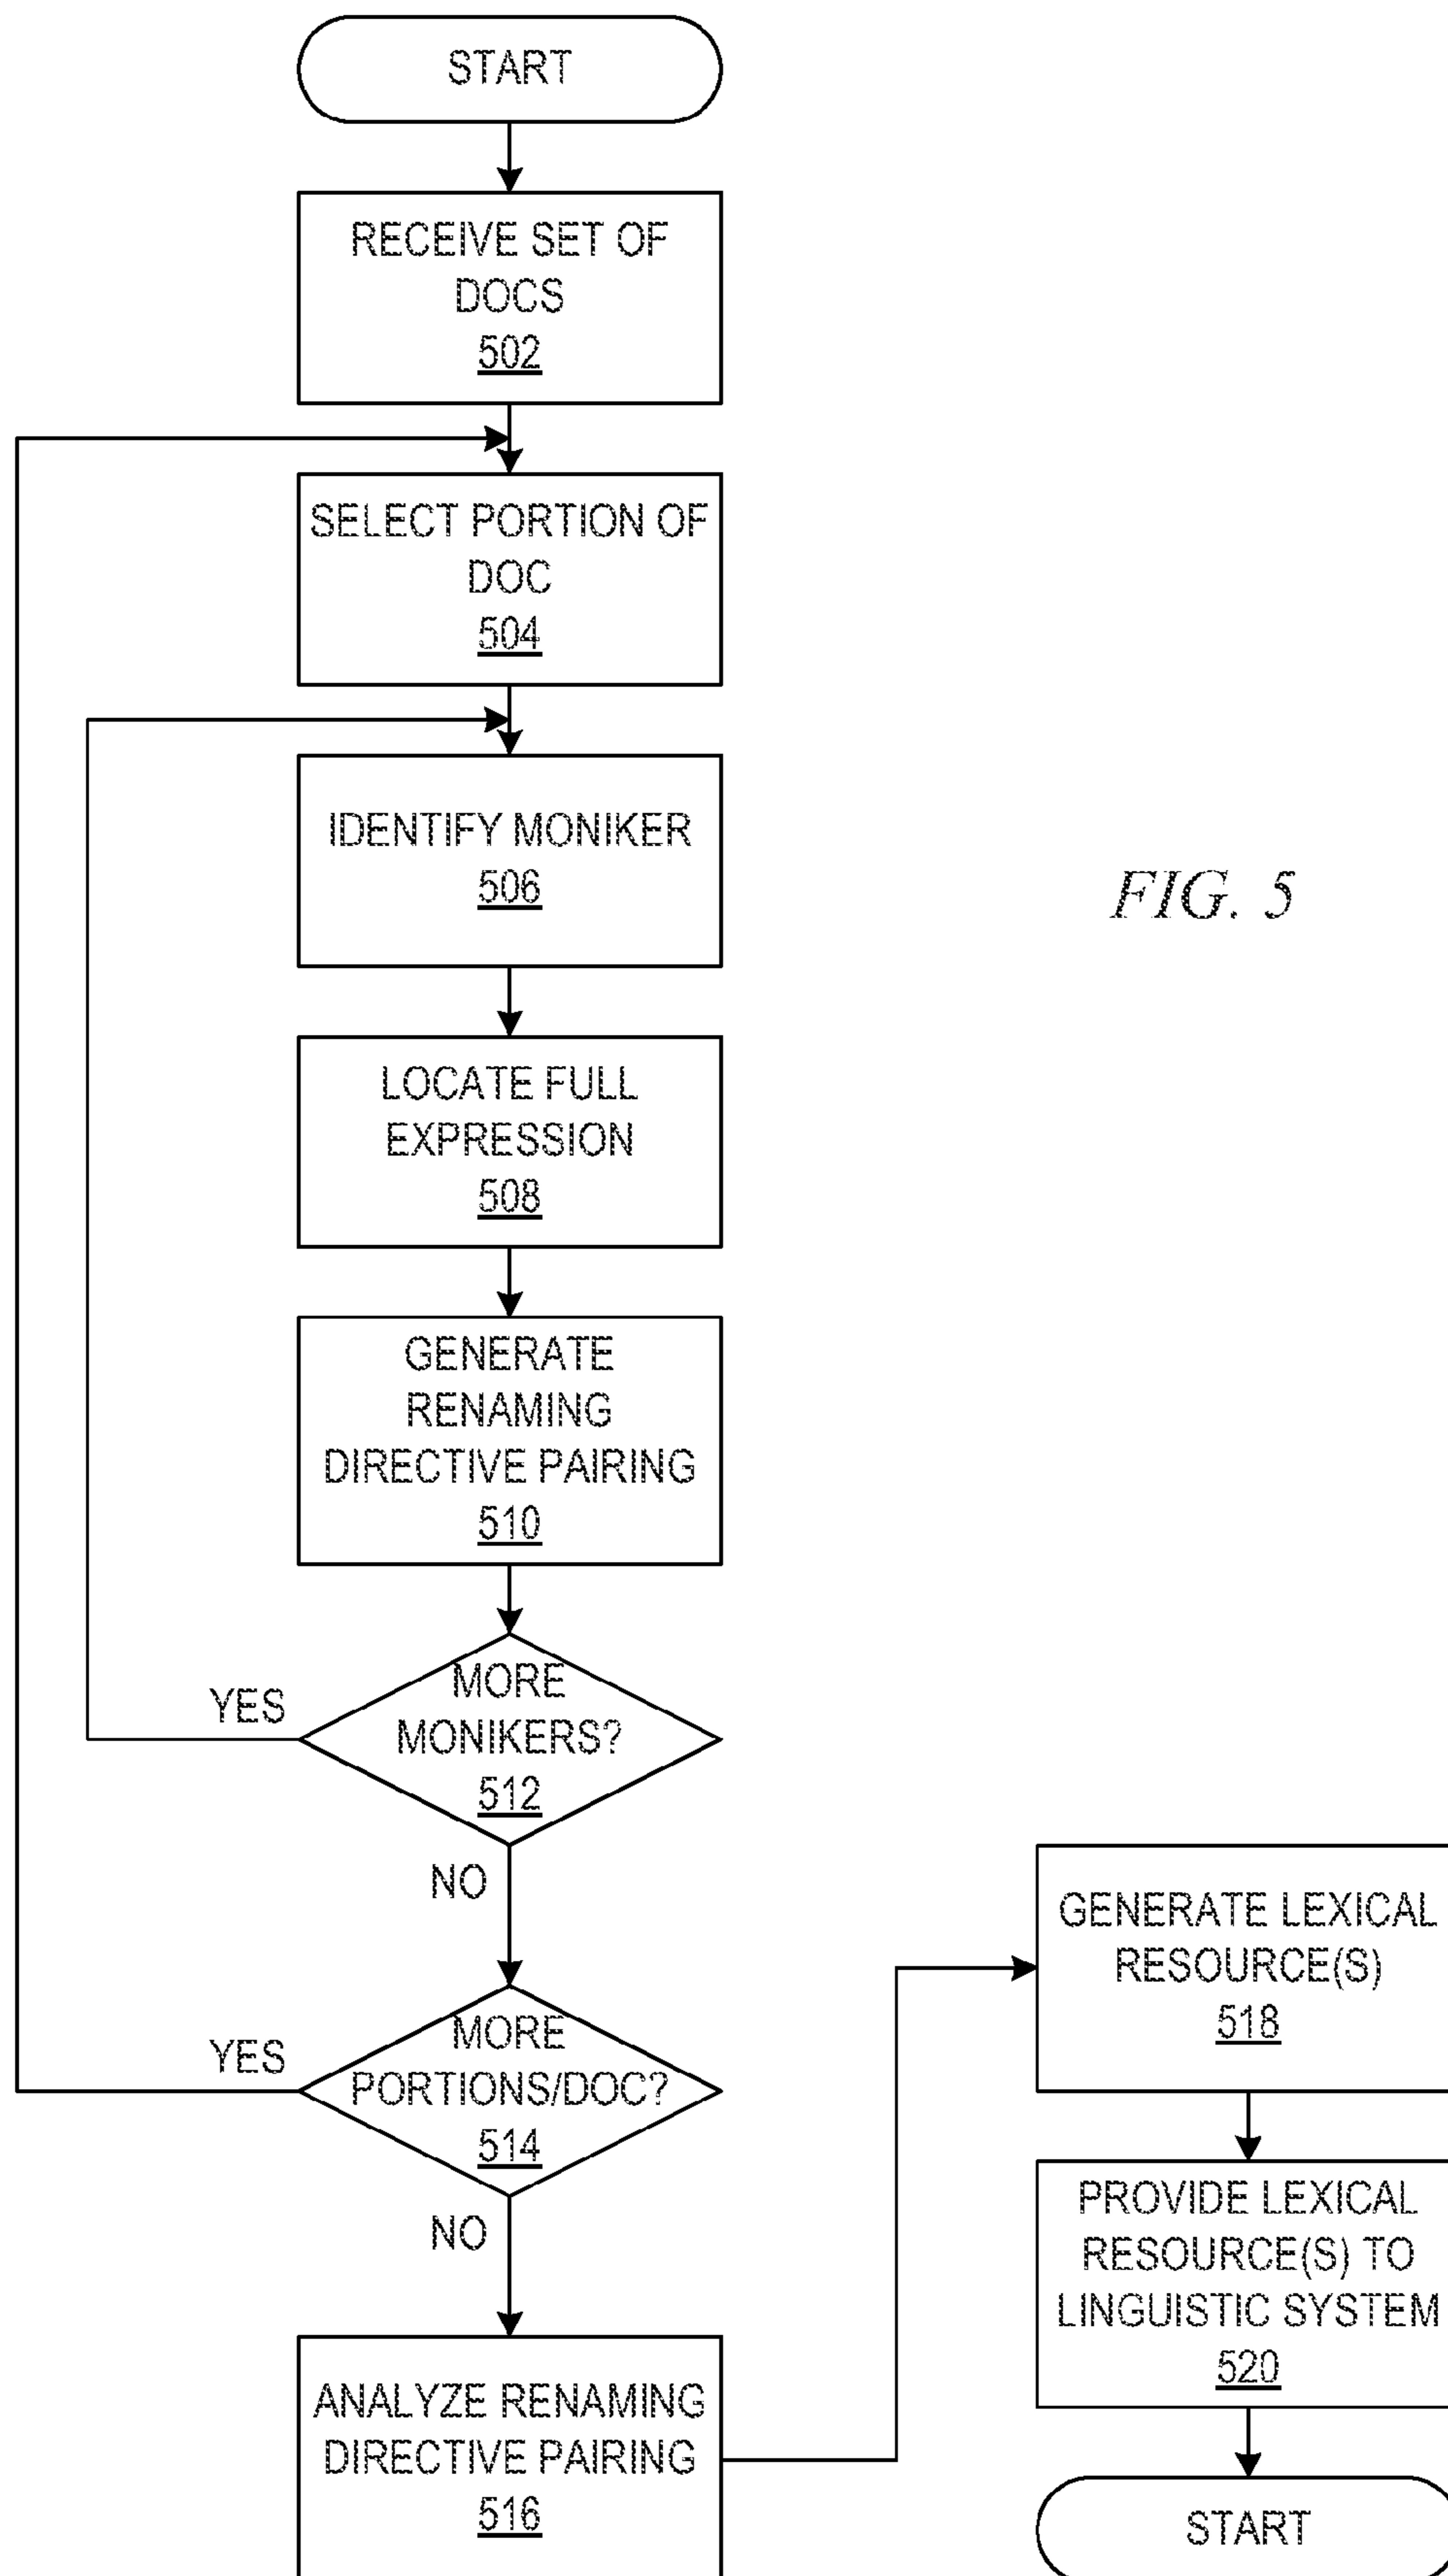 START
RECEIVE SET OF
DOCS
502
SELECT PORTION OF
DOC
504
IDENTIFY MONIKER
506
FIG. 5
LOCATE FULL
EXPRESSION
508
GENERATE
RENAMING
DIRECTIVE PAIRING
510
MORE
MONIKERS?
512
YES
NO
MORE
PORTIONS/DOC?
514
YES
NO
ANALYZE RENAMING
DIRECTIVE PAIRING
516
GENERATE LEXICAL
RESOURCE(S)
518
PROVIDE LEXICAL
RESOURCE(S) TO
LINGUISTIC SYSTEM
520
START